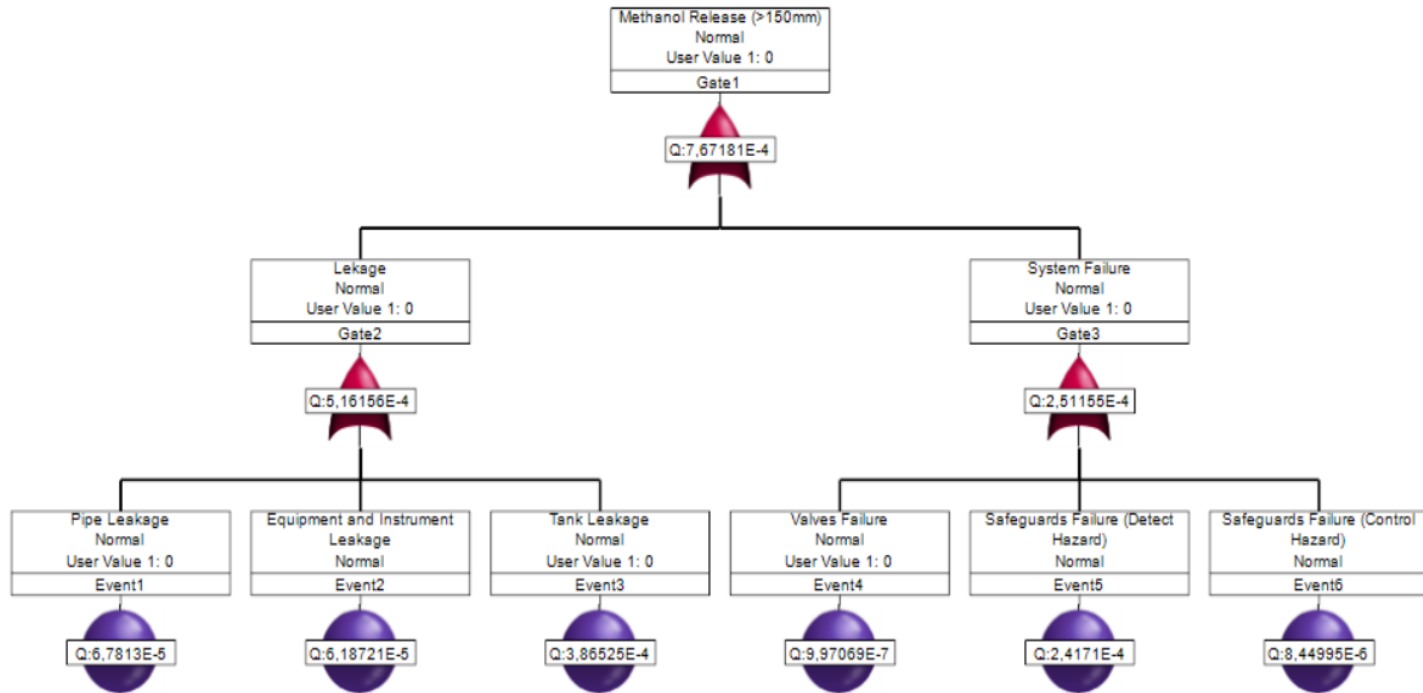 Methanol Release (>150mm)
Normal
User Value 1: 0
Gate1
Q:7,67181E-4
Lekage
Normal
User Value 1: 0
Gate2
Q:5,16156E-4
System Failure
Normal
User Value 1: 0
Gate3
Q:2,51155E-4
Pipe Leakage
Normal
User Value 1: 0
Event1
Q:6,7813E-5
Equipment and Instrument
Leakage
Normal
Event2
Q:6,18721E-5
Tank Leakage
Normal
User Value 1: 0
Event3
Q:3,86525E-4
Valves Failure
Normal
User Value 1: 0
Event4
Q:9,97069E-7
Safeguards Failure (Detect
Hazard)
Normal
Event5
Q:2,4171E-4
Safeguards Failure (Control
Hazard)
Normal
Event6
Q:8,44995E-6